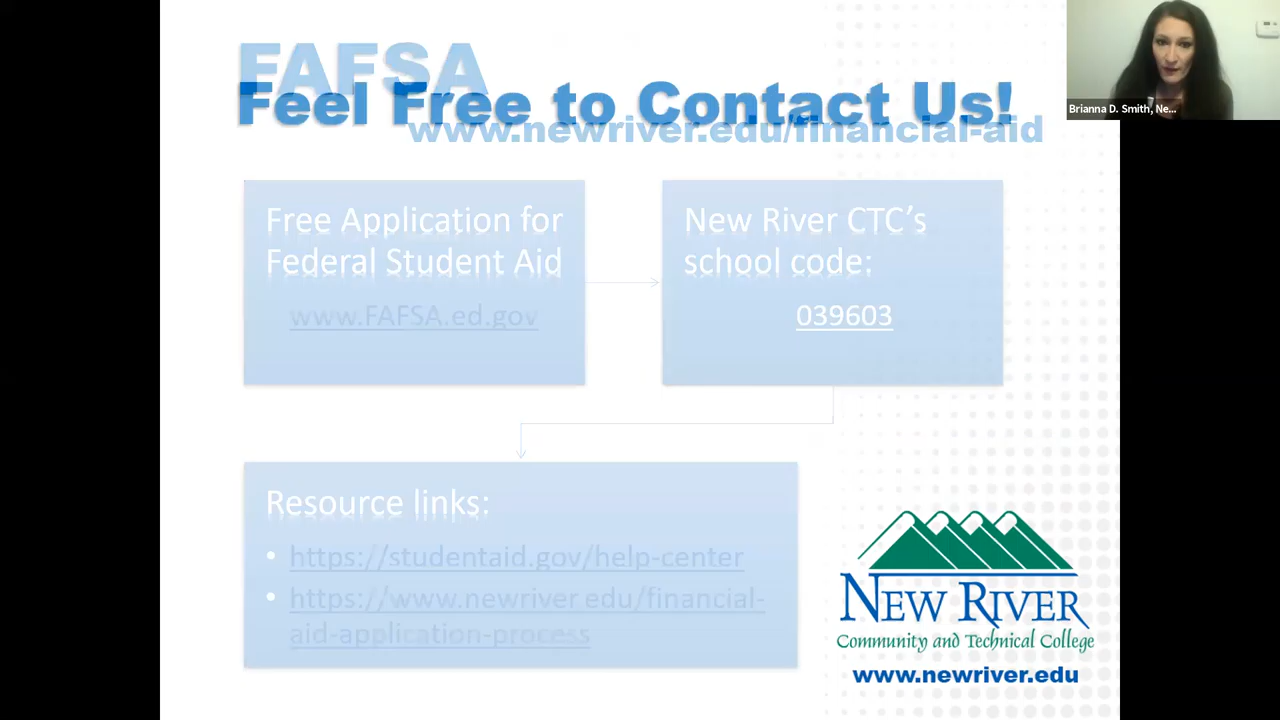 FAFSA
Feel Free to Contact Us!
www.newriver.edu/financial-aid
Brianna D. Smith, Ne...
Free Application for
Federal Student Aid
www.FAFSA.ed.gov
New River CTC’s
school code:
039603
Resource links:
• https://studentaid.gov/help-center
• https://www.newriver.edu/financial-
aid-application-process
NEW RIVER
Community and Technical College
www.newriver.edu